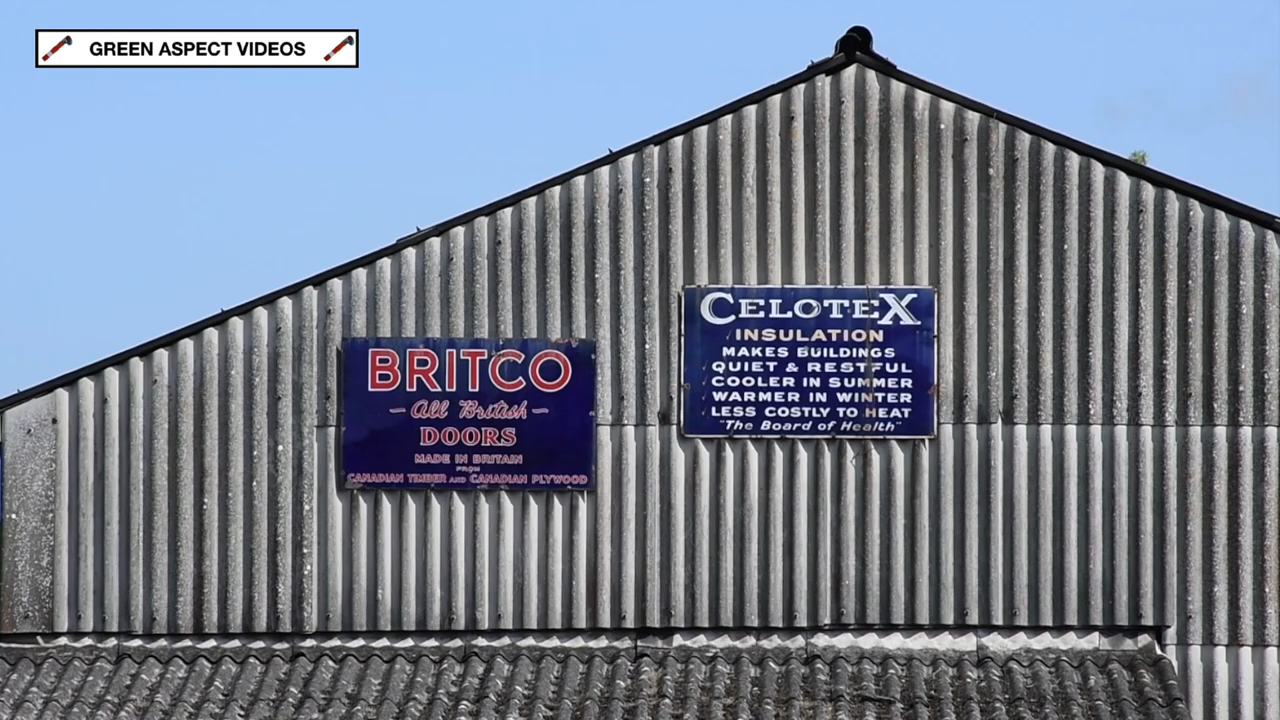 GREEN ASPECT VIDEOS
BRITCO
All British
DOORS
MADE IN BRITAIN
FROM
CANADIAN TIMBER AND CANADIAN PLYWOOD
CELOTEX
INSULATION
MAKES BUILDINGS
QUIET & RESTFUL
COOLER IN SUMMER
WARMER IN WINTER
LESS COSTLY TO HEAT
"The Board of Health"